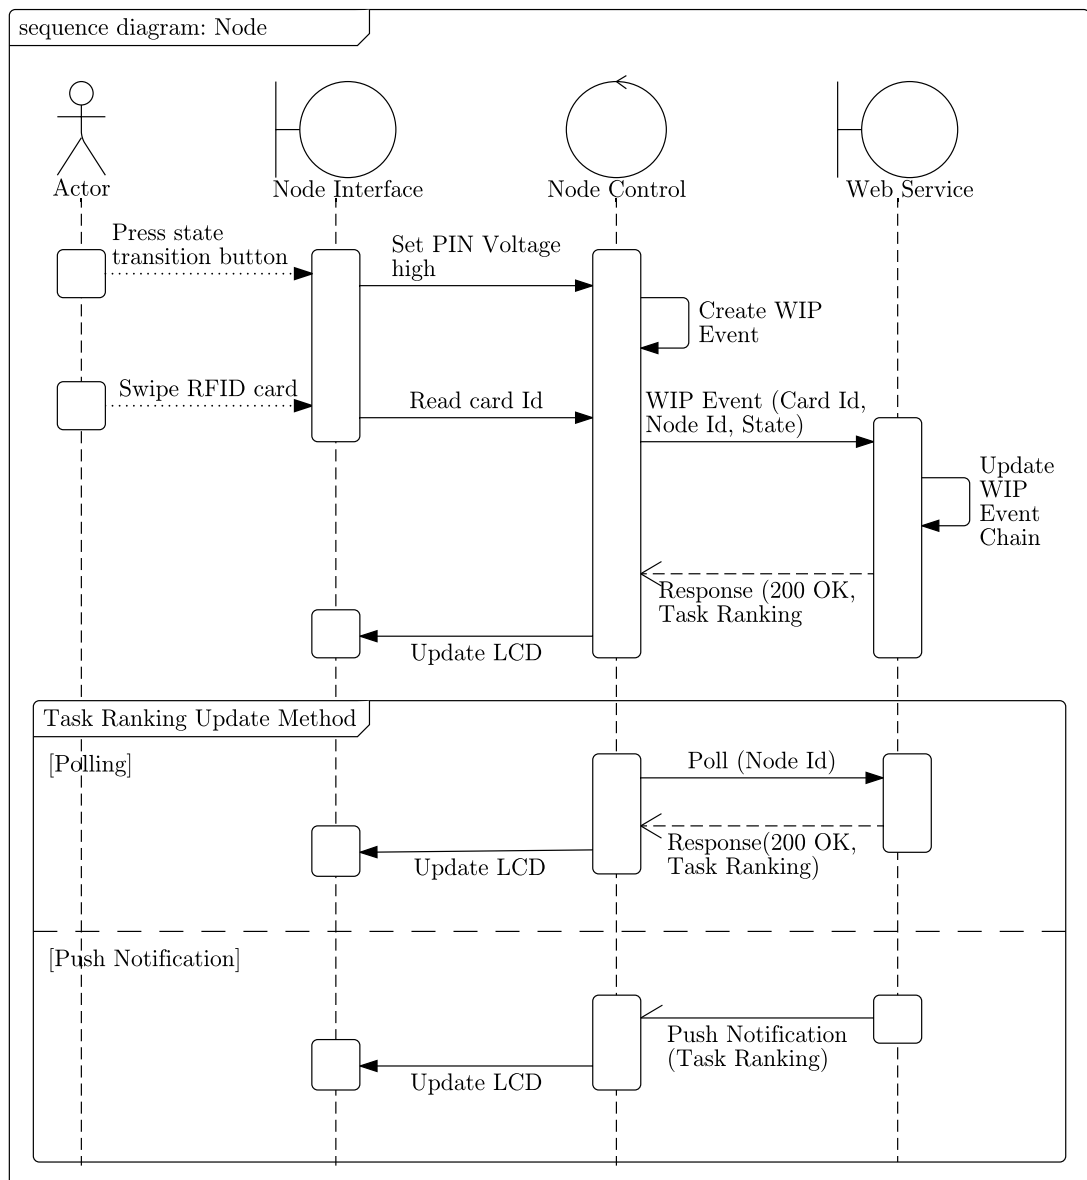 sequence diagram: Node
Actor
Node Interface
Node Control
Web Service
Press state
transition button
Set PIN Voltage
high
Create WIP
Event
Swipe RFID card
Read card Id
WIP Event (Card Id,
Node Id, State)
Update
WIP
Event
Chain
Response (200 OK,
Task Ranking
Update LCD
Task Ranking Update Method
[Polling]
Poll (Node Id)
Response(200 OK,
Task Ranking)
Update LCD
[Push Notification]
Push Notification
(Task Ranking)
Update LCD